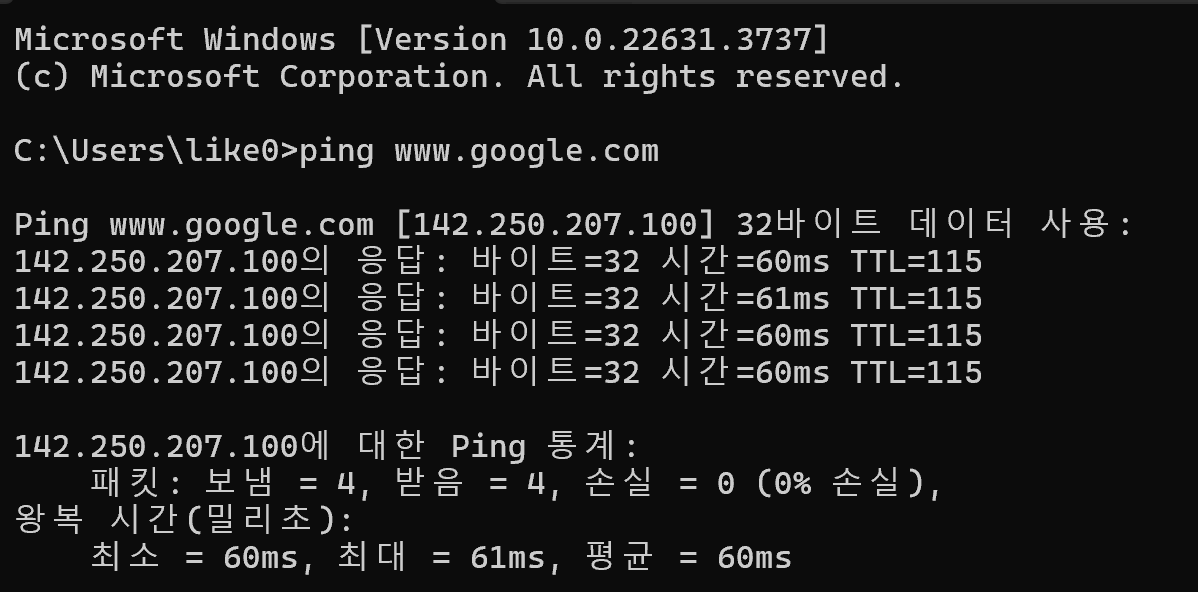 Microsoft Windows [Version 10.0.22631.3737]
(c) Microsoft Corporation. All rights reserved.
C:\Users\like0>ping www.google.com
Ping www.google.com [142.250.207.100] 32바이트 데이터 사용:
142.250.207.100의 응답: 바이트=32 시간=60ms TTL=115
142.250.207.100의 응답: 바이트=32 시간=61ms TTL=115
142.250.207.100의 응답: 바이트=32 시간=60ms TTL=115
142.250.207.100의 응답: 바이트=32 시간=60ms TTL=115
142.250.207.100에 대한 Ping 통계:
패킷: 보냄 = 4, 받음 = 4, 손실 = 0 (0% 손실),
왕복 시간(밀리초):
최소 = 60ms, 최대 = 61ms, 평균 = 60ms